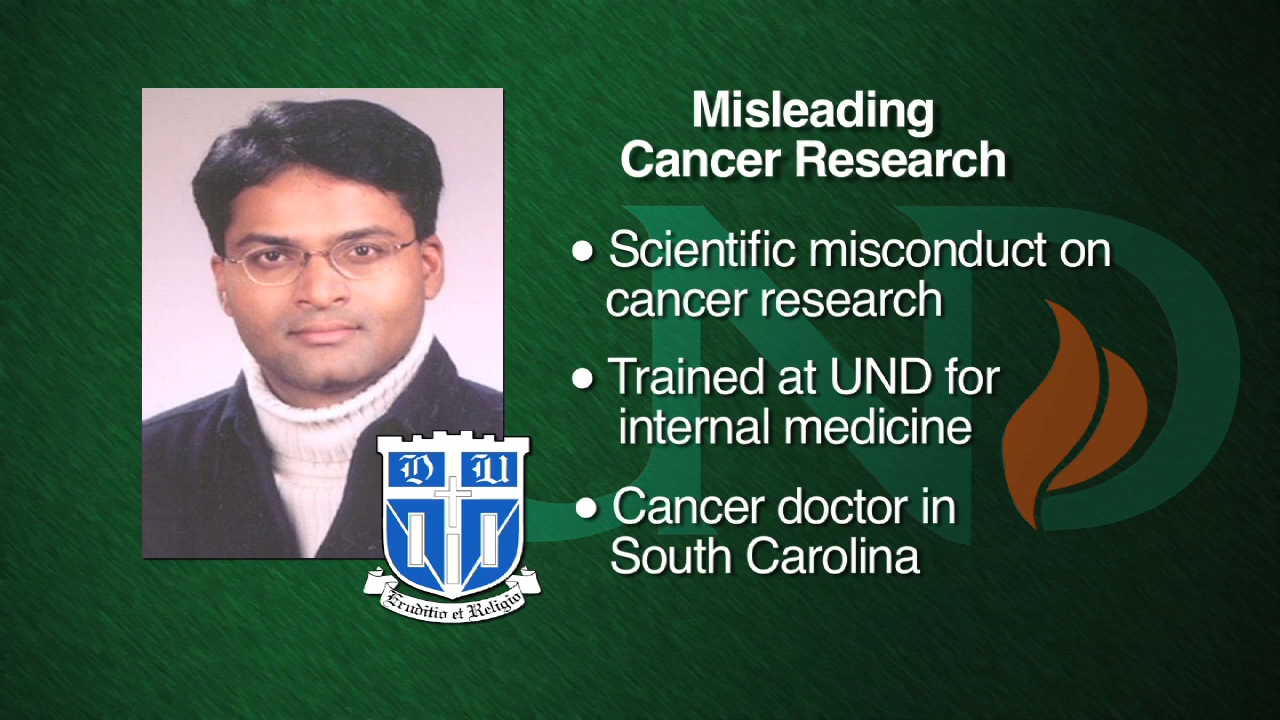 Misleading
Cancer Research
• Scientific misconduct on
cancer research
• Trained at UND for
internal medicine
• Cancer doctor in
South Carolina
UND
D U
Eruditio et Religio